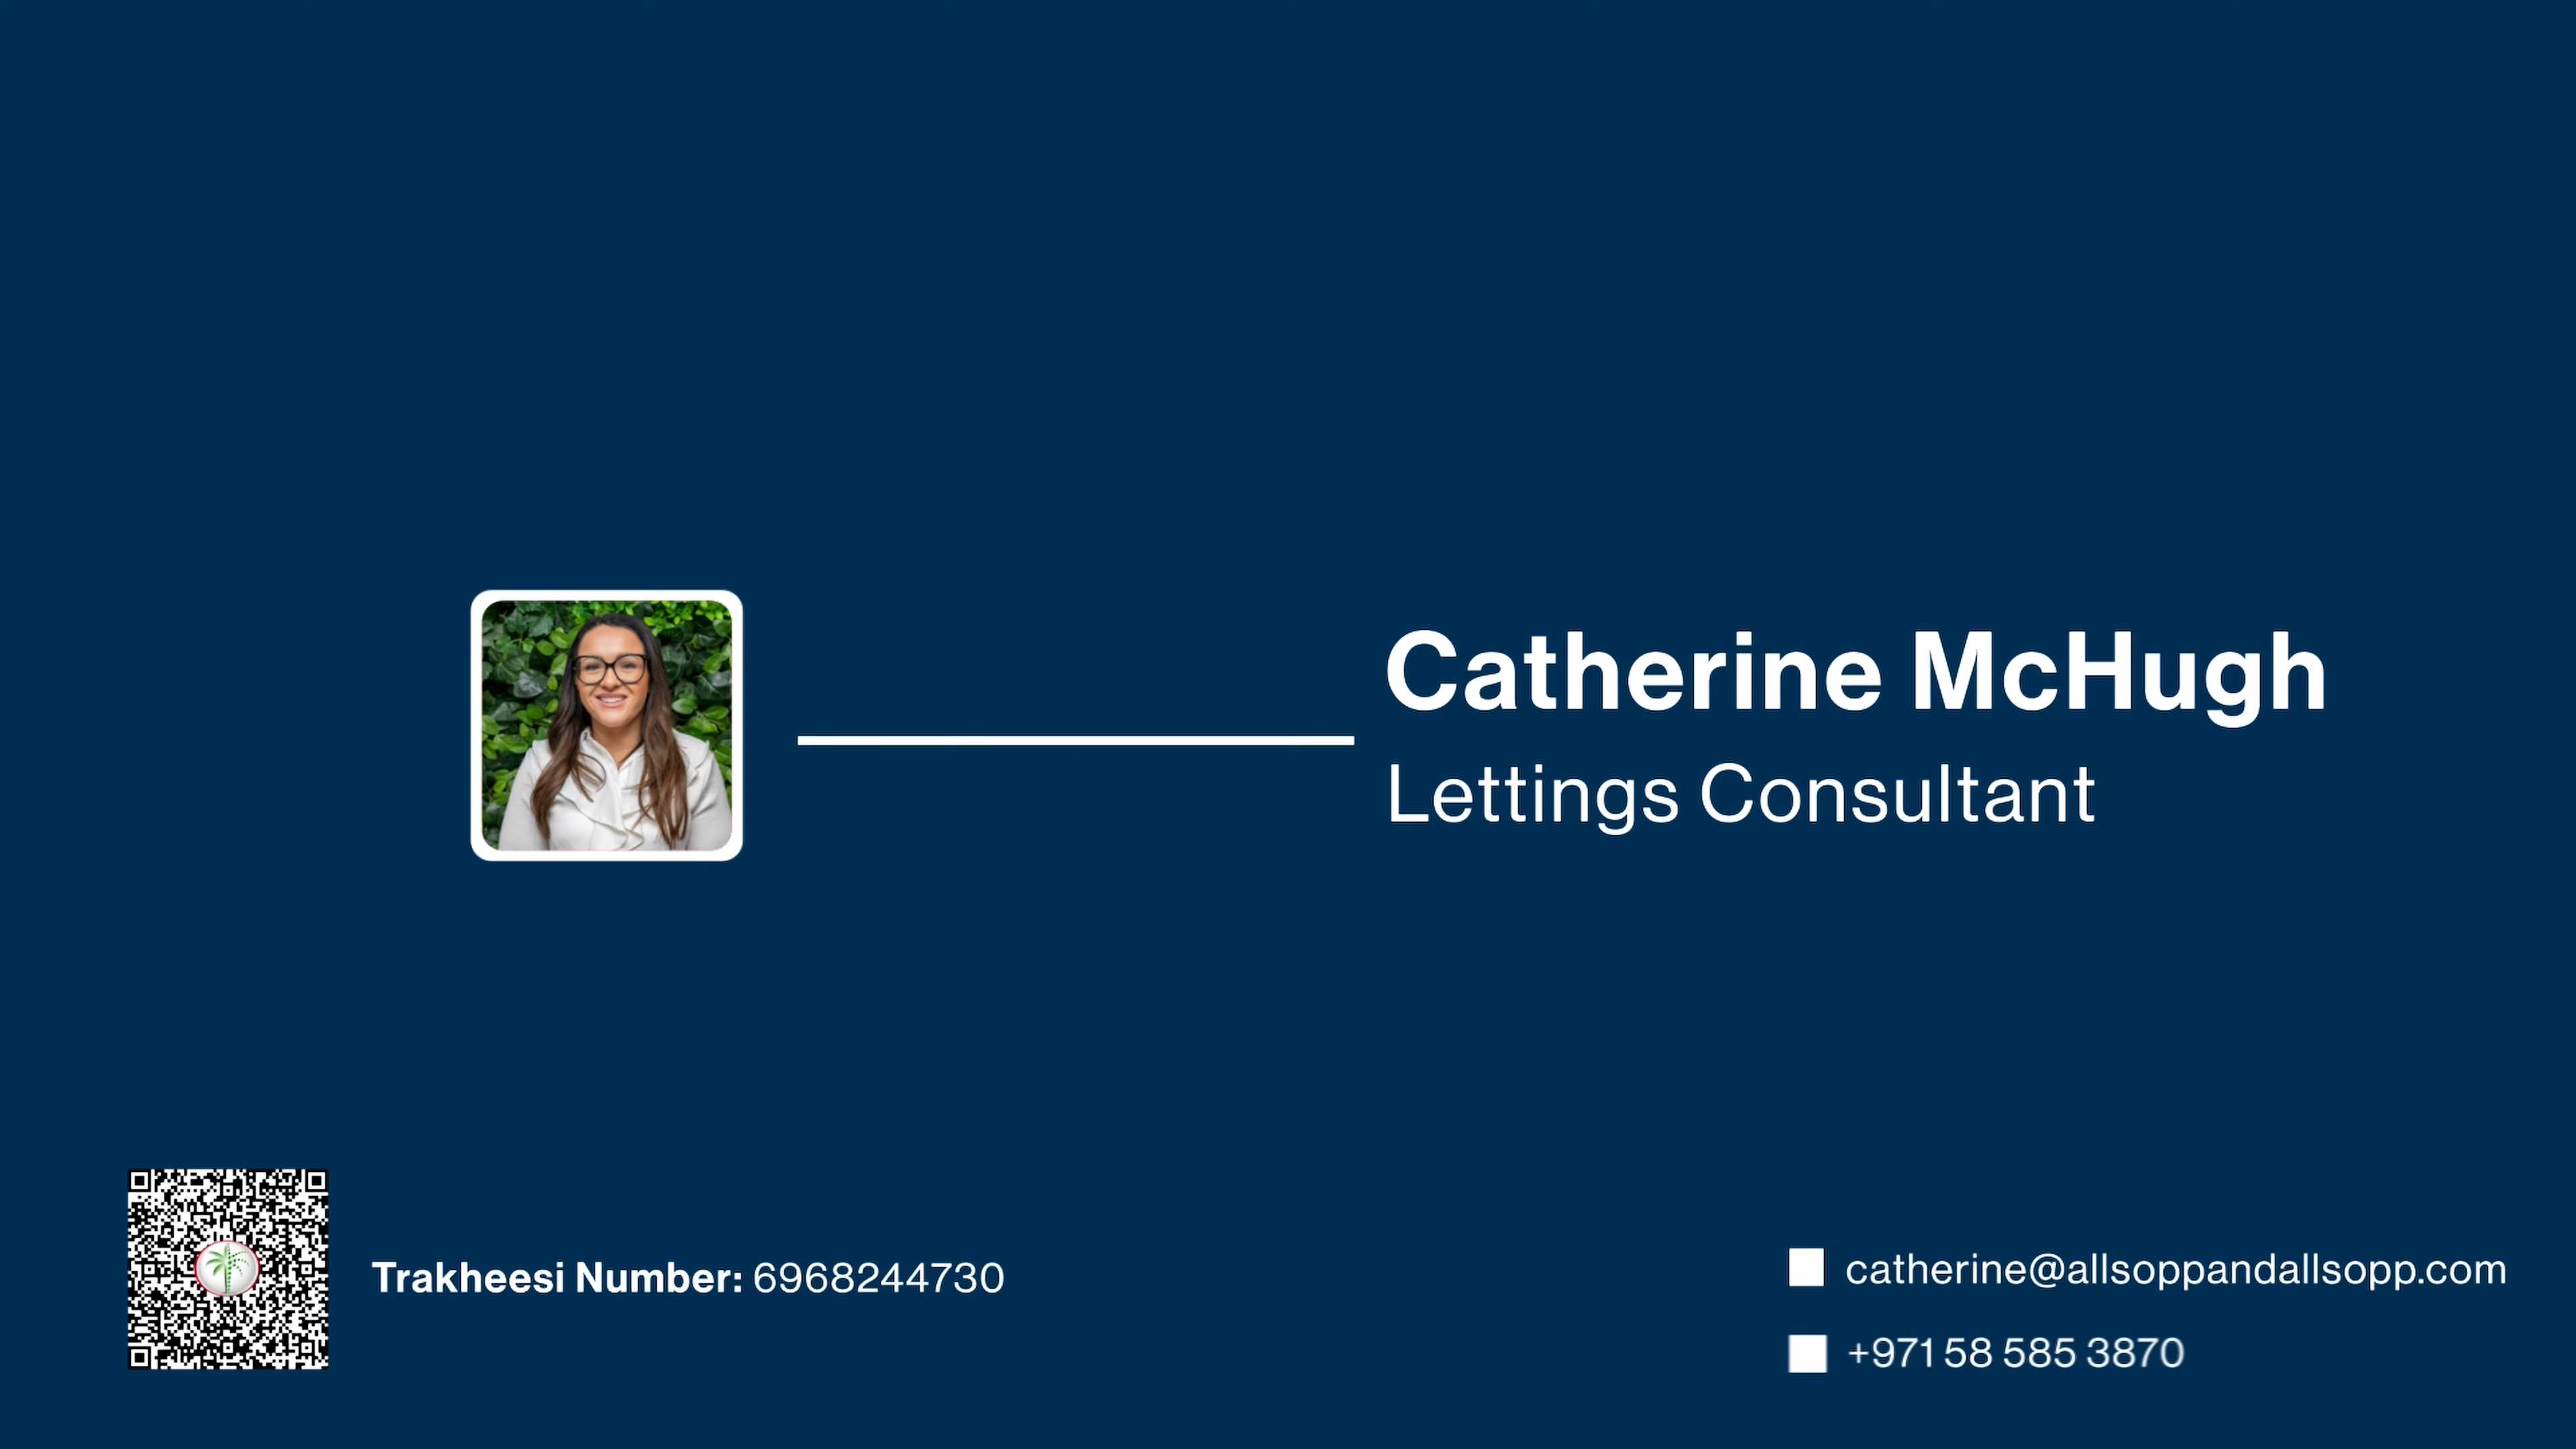 Catherine McHugh
Lettings Consultant
Trakheesi Number: 6968244730
catherine@allsoppandallsopp.com
+971 58 585 3870